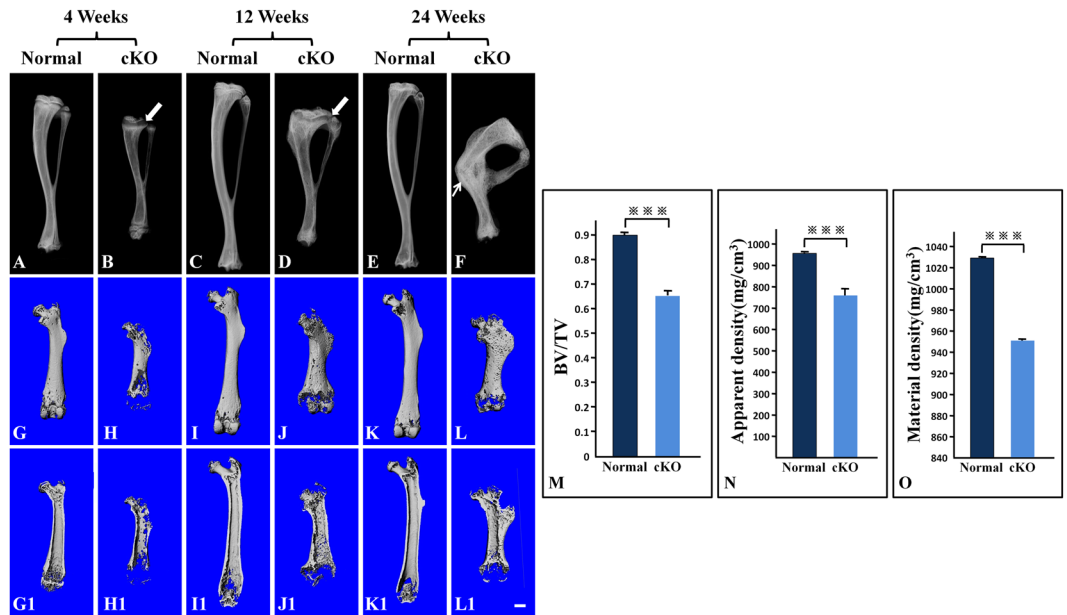 4 Weeks 12 Weeks 24 Weeks
Normal cKO Normal cKO Normal cKO
A B C D E F
G H I J K L
G1 H1 I1 J1 K1 L1
※※※
BV/TV
0.9
0.8
0.7
0.6
0.5
0.4
0.3
0.2
0.1
0
Normal cKO
M
※※※
Apparent density(mg/cm³)
1000
900
800
700
600
500
400
300
200
100
Normal cKO
N
※※※
Material density(mg/cm³)
1040
1020
1000
980
960
940
920
900
880
860
840
Normal cKO
O